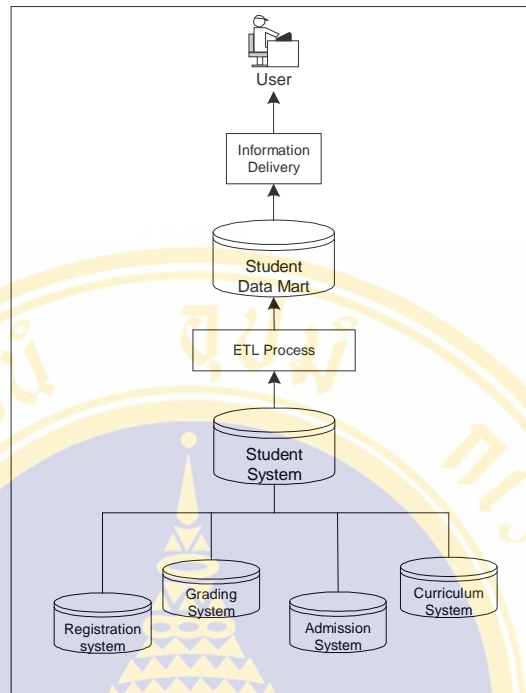 User
Information
Delivery
Student
Data Mart
ETL Process
Student
System
Grading
System
Curriculum
System
Registration
system
Admission
System